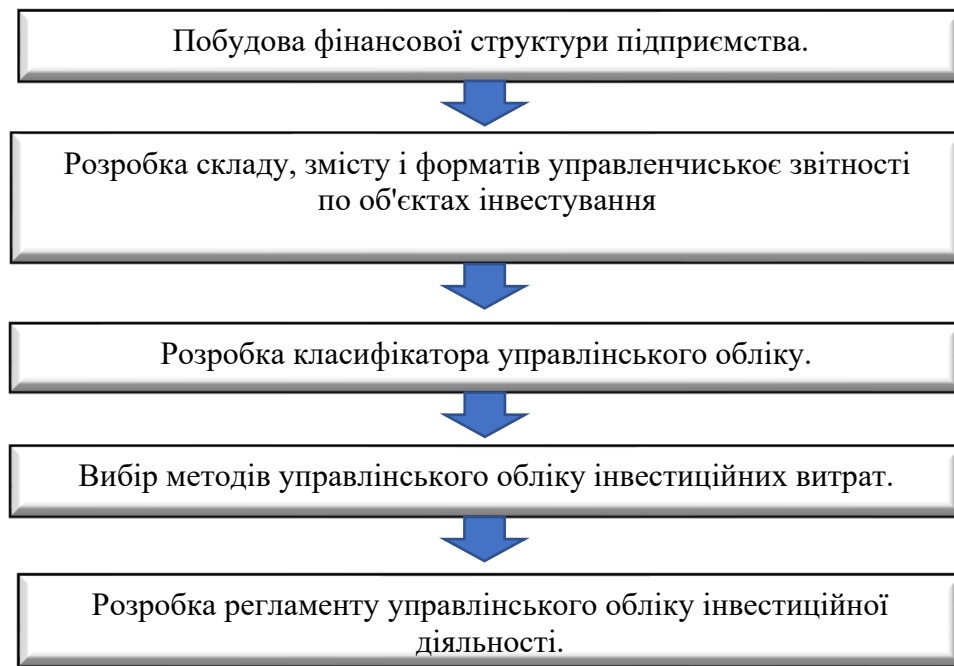 Побудова фінансової структури підприємства.
Розробка складу, змісту і форматів управленчиськоє звітності
по об'єктах інвестування
Розробка класифікатора управлінського обліку.
Вибір методів управлінського обліку інвестиційних витрат.
Розробка регламенту управлінського обліку інвестиційної
діяльності.